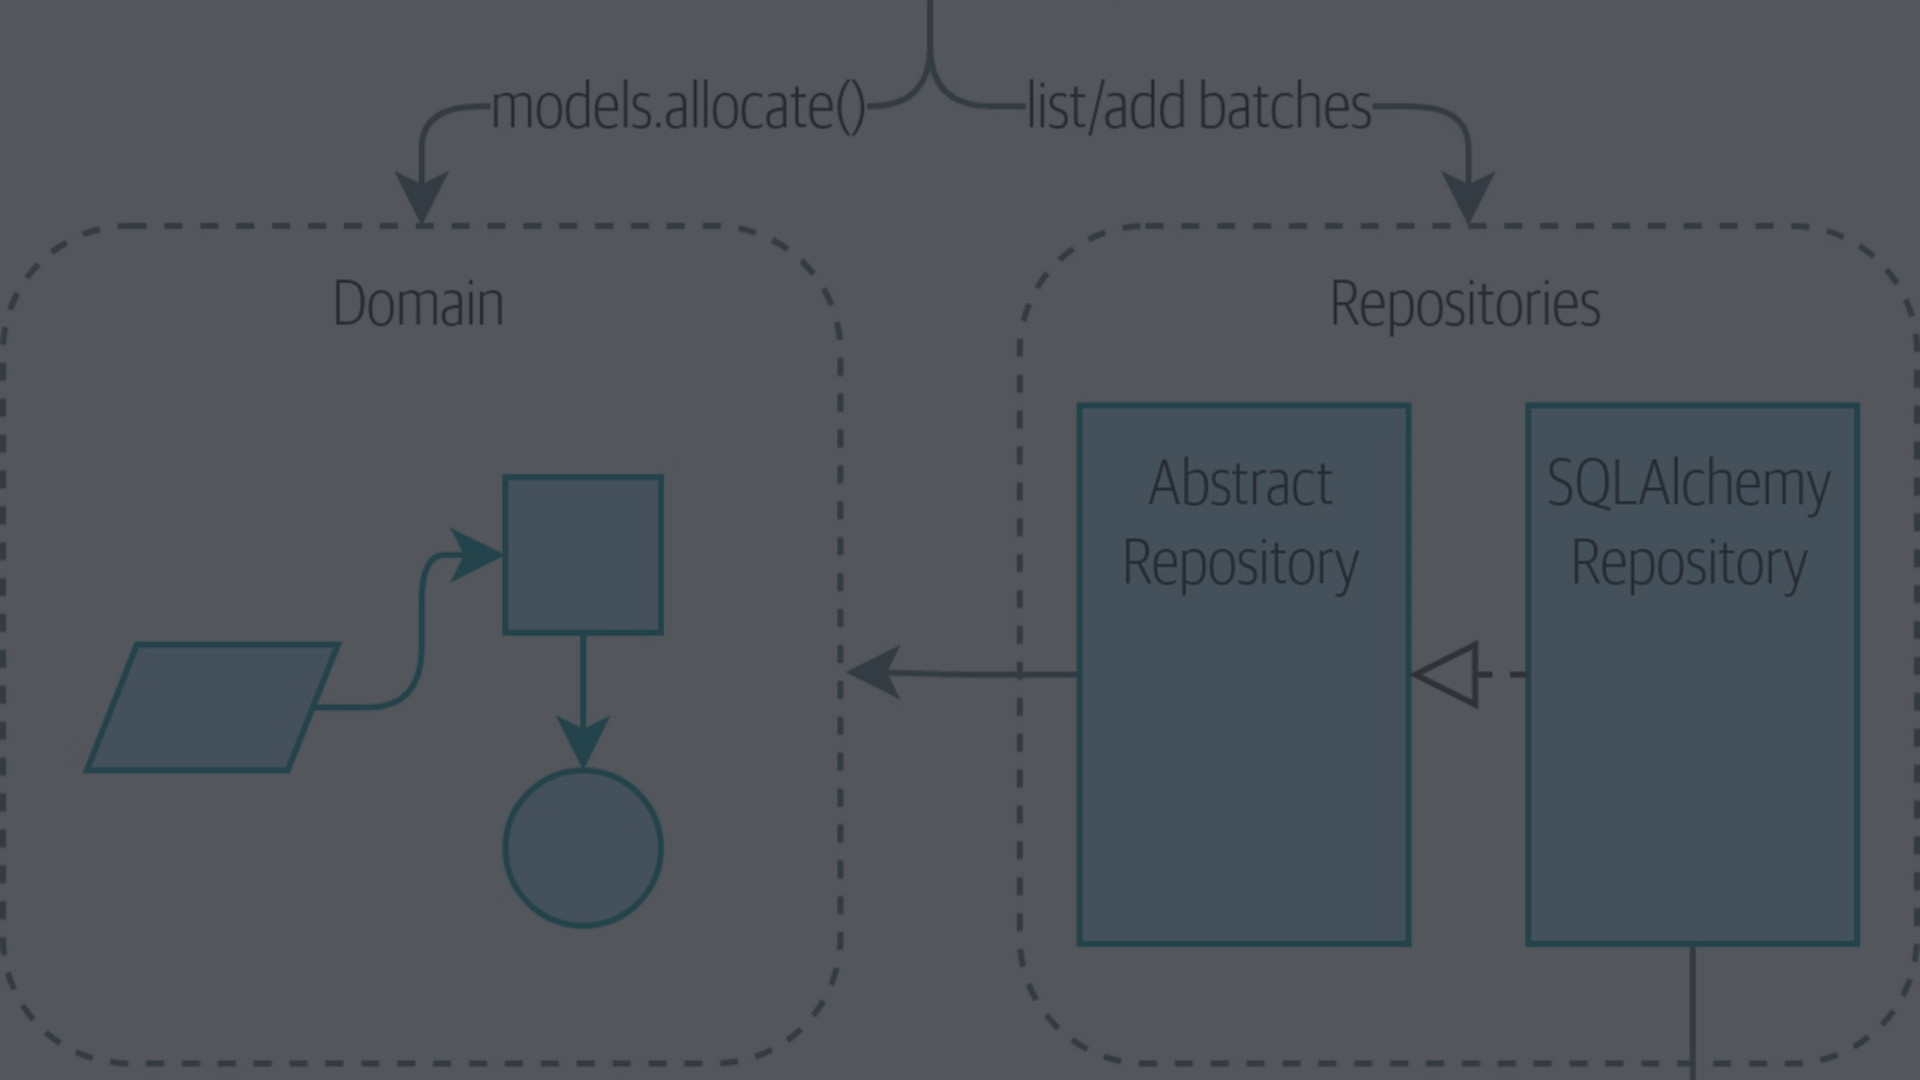 models.allocate()
list/add batches
Domain
Repositories
Abstract
Repository
SQLAlchemy
Repository